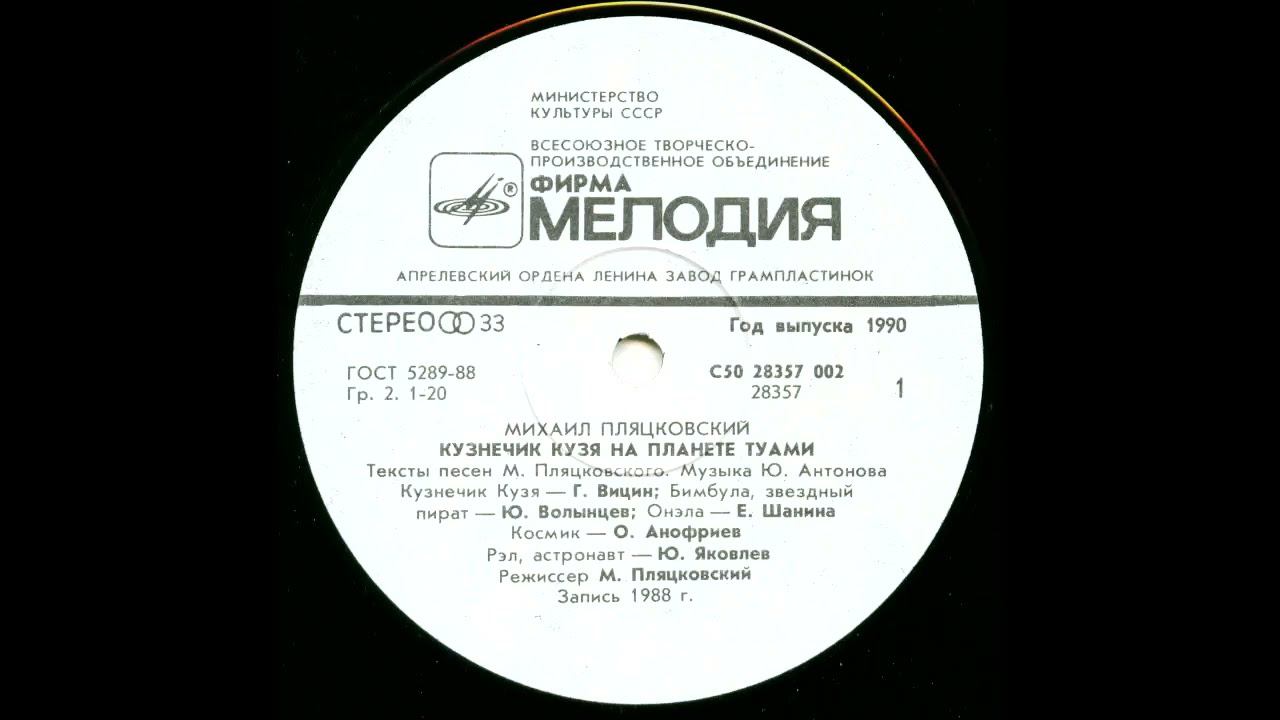 МИНИСТЕРСТВО
КУЛЬТУРЫ СССР
ВСЕСОЮЗНОЕ ТВОРЧЕСКО-
ПРОИЗВОДСТВЕННОЕ ОБЪЕДИНЕНИЕ
®
ФИРМА
МЕЛОДИЯ
АПРЕЛЕВСКИЙ ОРДЕНА ЛЕНИНА ЗАВОД ГРАМПЛАСТИНОК
СТЕРЕО 33
Год выпуска 1990
ГОСТ 5289-88
Гр. 2. 1-20
С50 28357 002
28357
1
МИХАИЛ ПЛЯЦКОВСКИЙ
КУЗНЕЧИК КУЗЯ НА ПЛАНЕТЕ ТУАМИ
Тексты песен М. Пляцковского. Музыка Ю. Антонова
Кузнечик Кузя — Г. Вицин; Бимбула, звездный
пират — Ю. Волынцев; Онэла — Е. Шанина
Космик — О. Анофриев
Рэл, астронавт — Ю. Яковлев
Режиссер М. Пляцковский
Запись 1988 г.